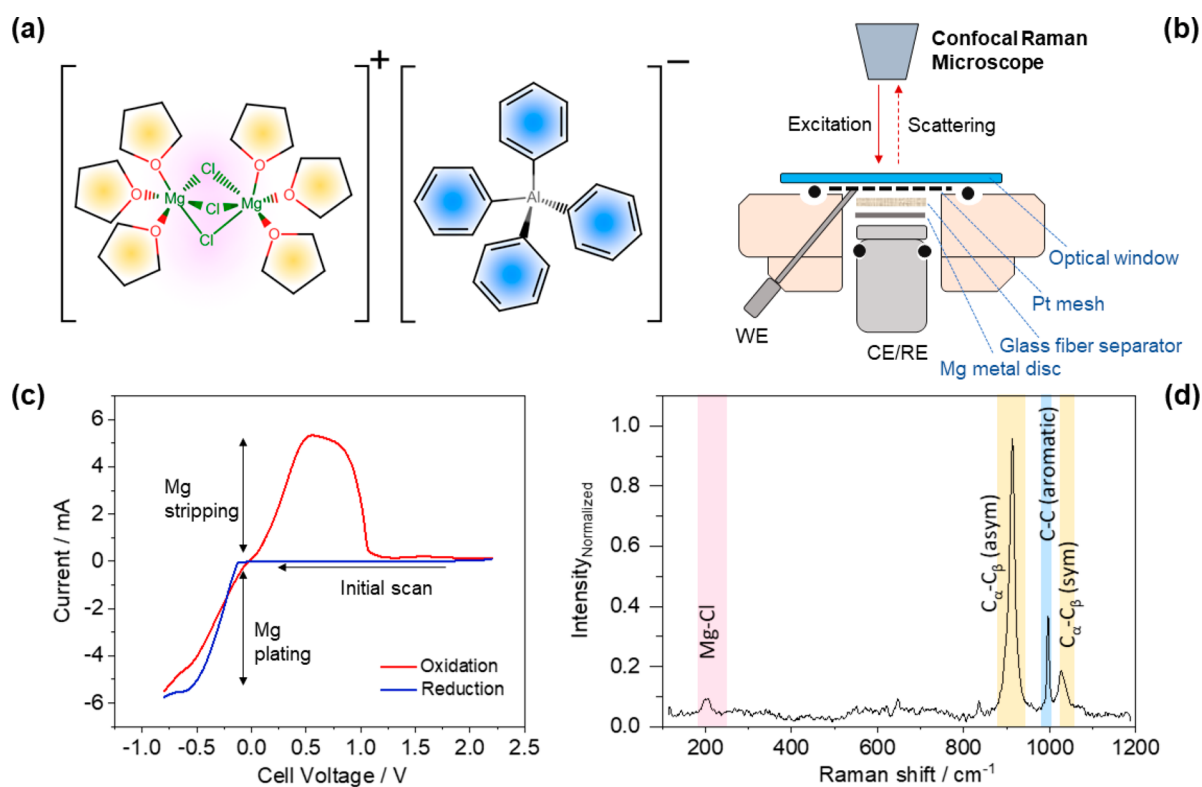 (a)
+
−
O
O
O
O
O
O
Cl
Mg
Cl
Mg
Cl
Al
(b)
Confocal Raman
Microscope
Excitation
Scattering
Optical window
Pt mesh
Glass fiber separator
Mg metal disc
WE
CE/RE
(c)
6
4
2
0
-2
-4
-6
Current / mA
Mg
stripping
Initial scan
Mg
plating
Oxidation
Reduction
-1.0
-0.5
0.0
0.5
1.0
1.5
2.0
2.5
Cell Voltage / V
(d)
1.0
0.8
0.6
0.4
0.2
0.0
Intensity_Normalized
Mg-Cl
Cα-Cβ (asym)
C-C (aromatic)
Cα-Cβ (sym)
200
400
600
800
1000
1200
Raman shift / cm⁻¹